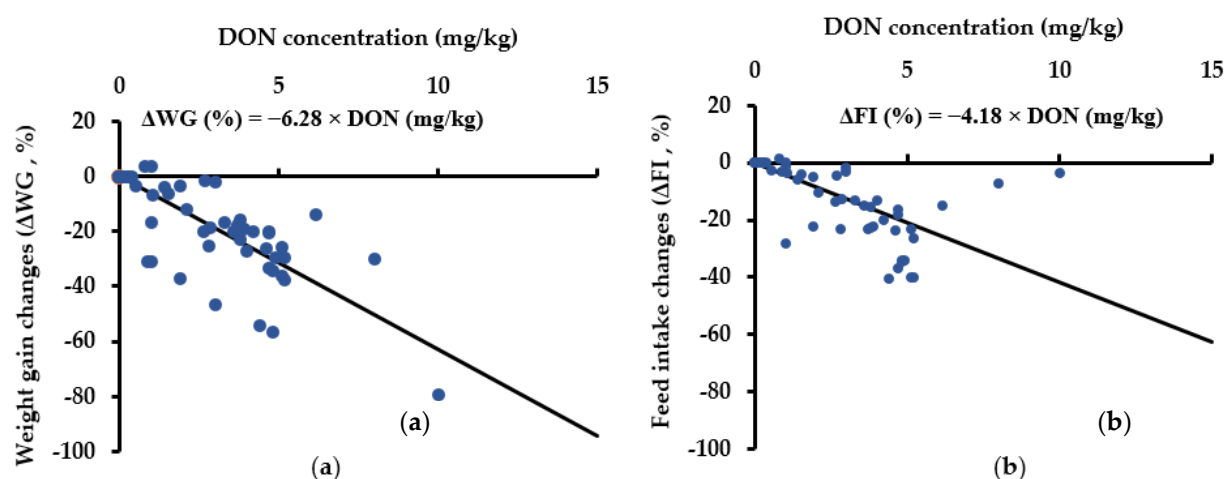 DON concentration (mg/kg)
0 5 10 15
20
0
-20
-40
-60
-80
-100
Weight gain changes (ΔWG , %)
ΔWG (%) = −6.28 × DON (mg/kg)
(a)
(a)
DON concentration (mg/kg)
0 5 10 15
20
0
-20
-40
-60
-80
-100
Feed intake changes (ΔFI , %)
ΔFI (%) = −4.18 × DON (mg/kg)
(b)
(b)